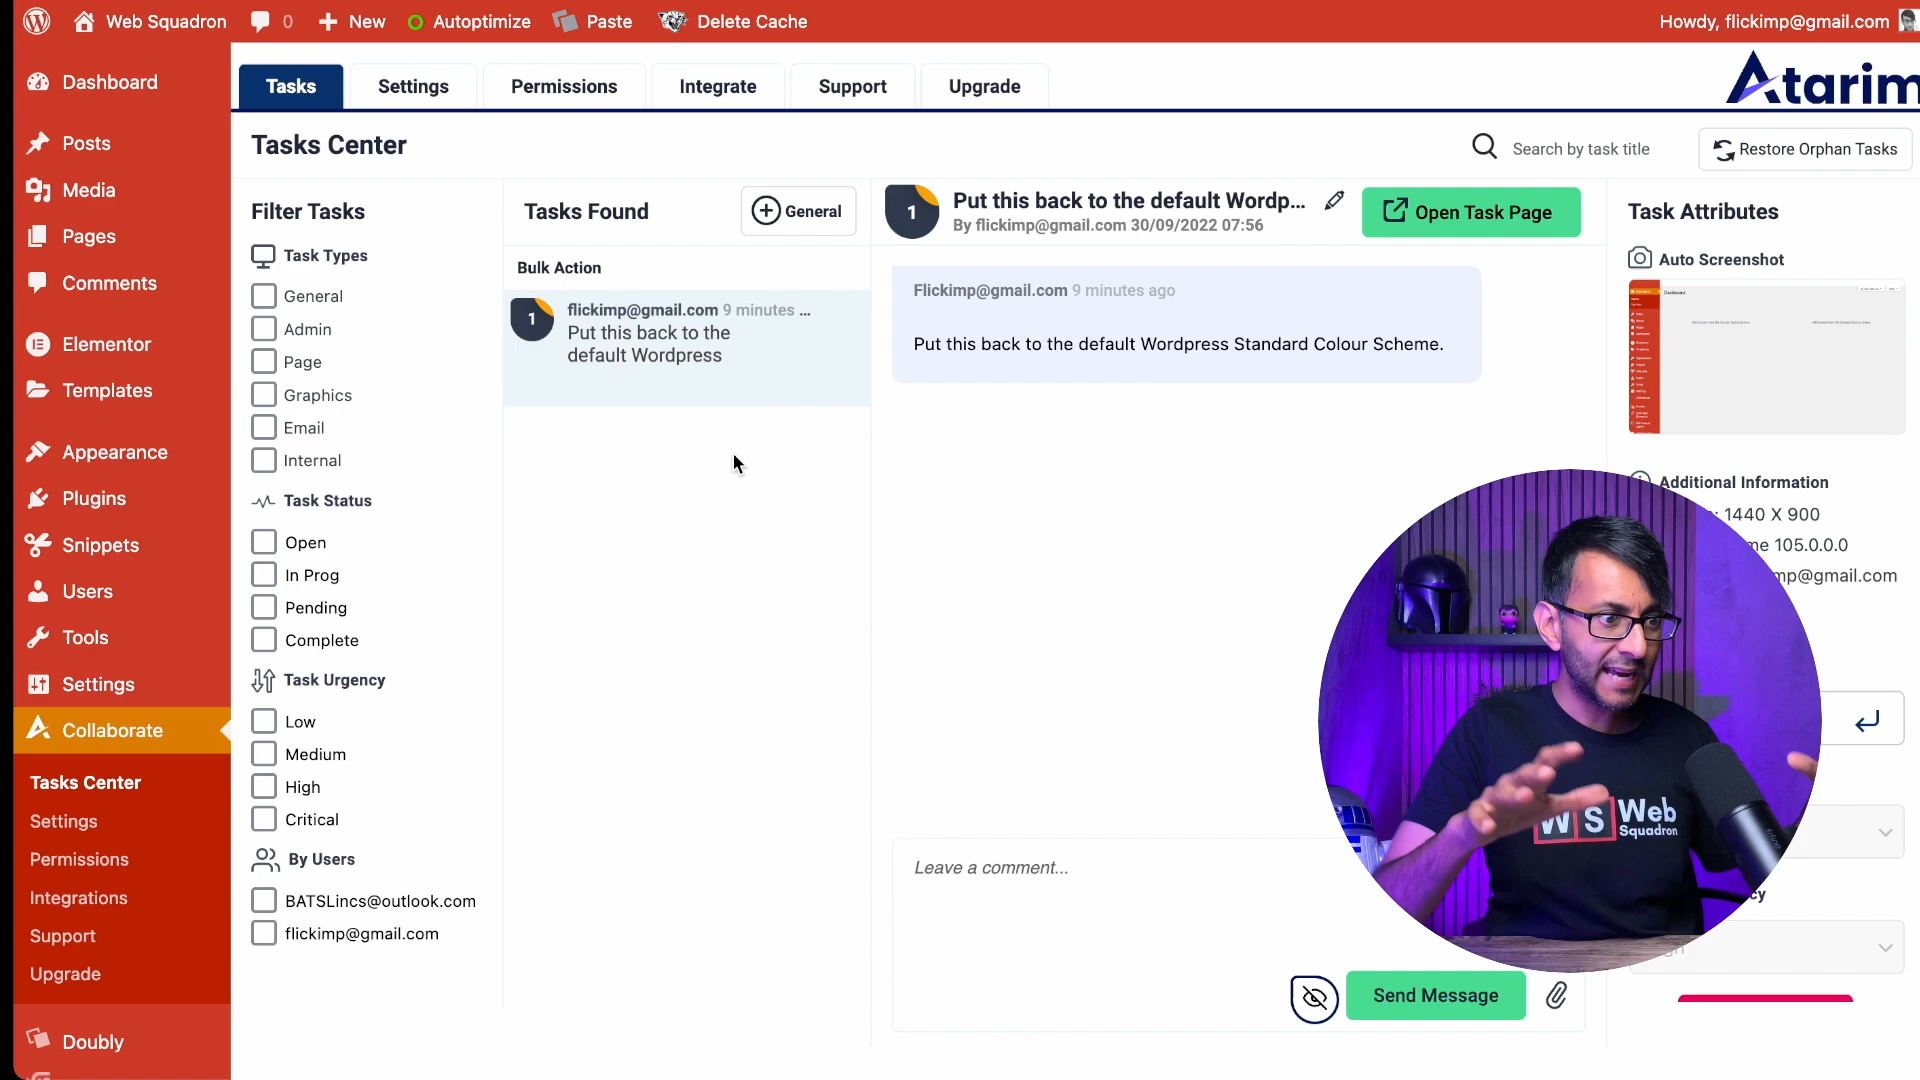 Web Squadron
0
New
Autoptimize
Paste
Delete Cache
Howdy, flickimp@gmail.com
Dashboard
Posts
Media
Pages
Comments
Elementor
Templates
Appearance
Plugins
Snippets
Users
Tools
Settings
Collaborate
Tasks Center
Settings
Permissions
Integrations
Support
Upgrade
Doubly
Tasks
Settings
Permissions
Integrate
Support
Upgrade
Atarim
Tasks Center
Search by task title
Restore Orphan Tasks
Filter Tasks
Task Types
General
Admin
Page
Graphics
Email
Internal
Task Status
Open
In Prog
Pending
Complete
Task Urgency
Low
Medium
High
Critical
By Users
BATSLincs@outlook.com
flickimp@gmail.com
Tasks Found
General
Bulk Action
1
flickimp@gmail.com 9 minutes ...
Put this back to the
default Wordpress
1
Put this back to the default Wordp...
By flickimp@gmail.com 30/09/2022 07:56
Open Task Page
Flickimp@gmail.com 9 minutes ago
Put this back to the default Wordpress Standard Colour Scheme.
Leave a comment...
Send Message
Task Attributes
Auto Screenshot
Additional Information
: 1440 X 900
me 105.0.0.0
mp@gmail.com
cy
WS Web
Squadron